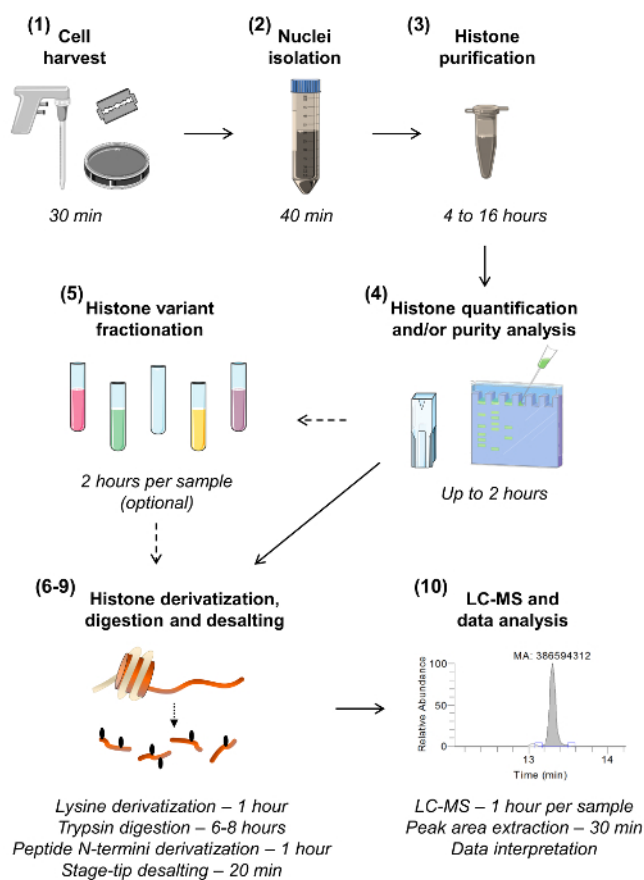 (1)
Cell
harvest
30 min
(2)
Nuclei
isolation
40 min
(3)
Histone
purification
4 to 16 hours
(5)
Histone variant
fractionation
2 hours per sample
(optional)
(4)
Histone quantification
and/or purity analysis
Up to 2 hours
(6-9)
Histone derivatization,
digestion and desalting
Lysine derivatization – 1 hour
Trypsin digestion – 6-8 hours
Peptide N-termini derivatization – 1 hour
Stage-tip desalting – 20 min
(10)
LC-MS and
data analysis
MA: 386594312
Relative Abundance
100
50
0
13
14
Time (min)
LC-MS – 1 hour per sample
Peak area extraction – 30 min
Data interpretation